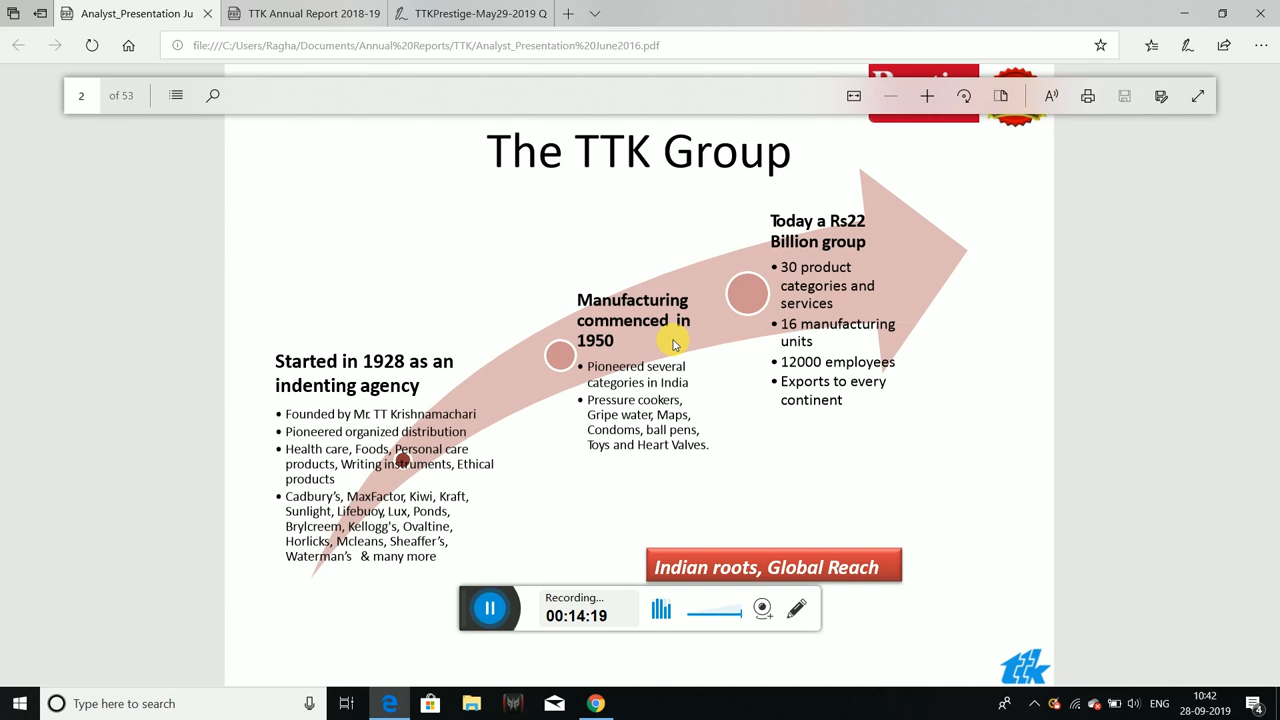 Analyst_Presentation Ju
TTK Annual Report 2018-19
TTKPrestige-May29-2019 Q
file:///C:/Users/Ragha/Documents/Annual%20Reports/TTK/Analyst_Presentation%20June2016.pdf
2 of 53
The TTK Group
Today a Rs22
Billion group
• 30 product
categories and
services
• 16 manufacturing
units
• 12000 employees
• Exports to every
continent
Manufacturing
commenced in
1950
• Pioneered several
categories in India
• Pressure cookers,
Gripe water, Maps,
Condoms, ball pens,
Toys and Heart Valves.
Started in 1928 as an
indenting agency
• Founded by Mr. TT Krishnamachari
• Pioneered organized distribution
• Health care, Foods, Personal care
products, Writing instruments, Ethical
products
• Cadbury's, MaxFactor, Kiwi, Kraft,
Sunlight, Lifebuoy, Lux, Ponds,
Brylcreem, Kellogg's, Ovaltine,
Horlicks, Mcleans, Sheaffer's,
Waterman's & many more
Indian roots, Global Reach
Recording...
00:14:19
ttk
Type here to search
ENG
10:42
28-09-2019
4